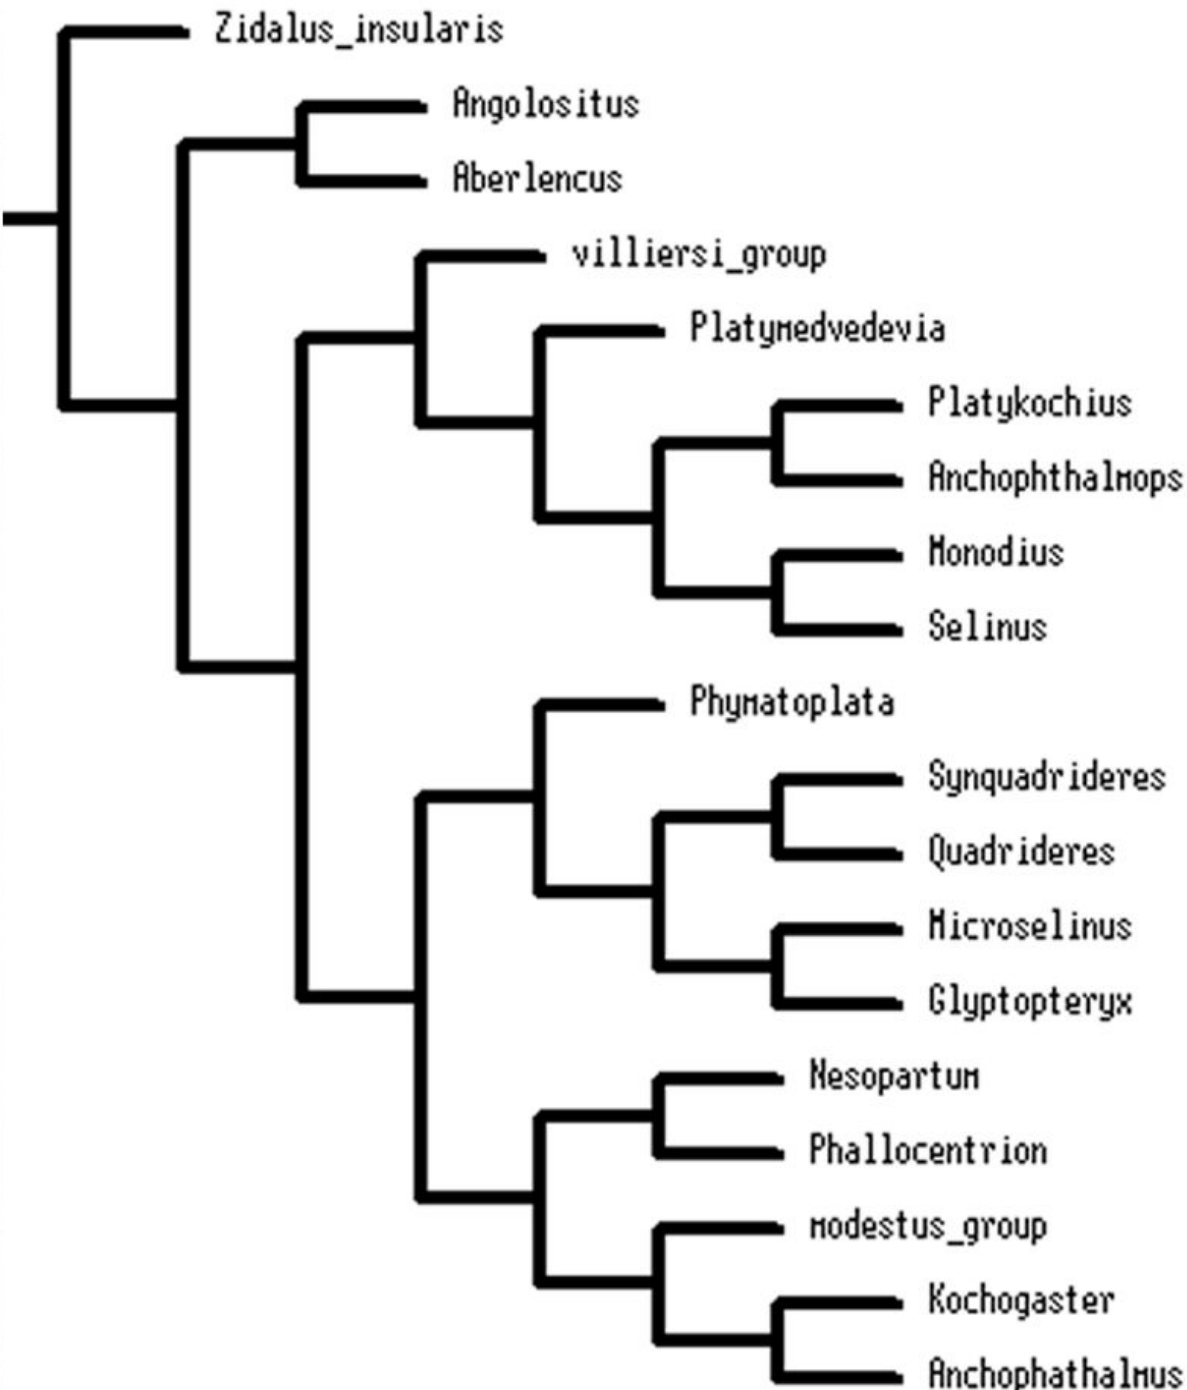 Zidalus_insularis
Angolositus
Aberlencus
villiersi_group
Platymedvedevia
Platykochius
Anchophthalmops
Monodius
Selinus
Phymatoplata
Synquadrideres
Quadrideres
Microselinus
Glyptopteryx
Nesopartum
Phallocentrion
modestus_group
Kochogaster
Anchophathalmus